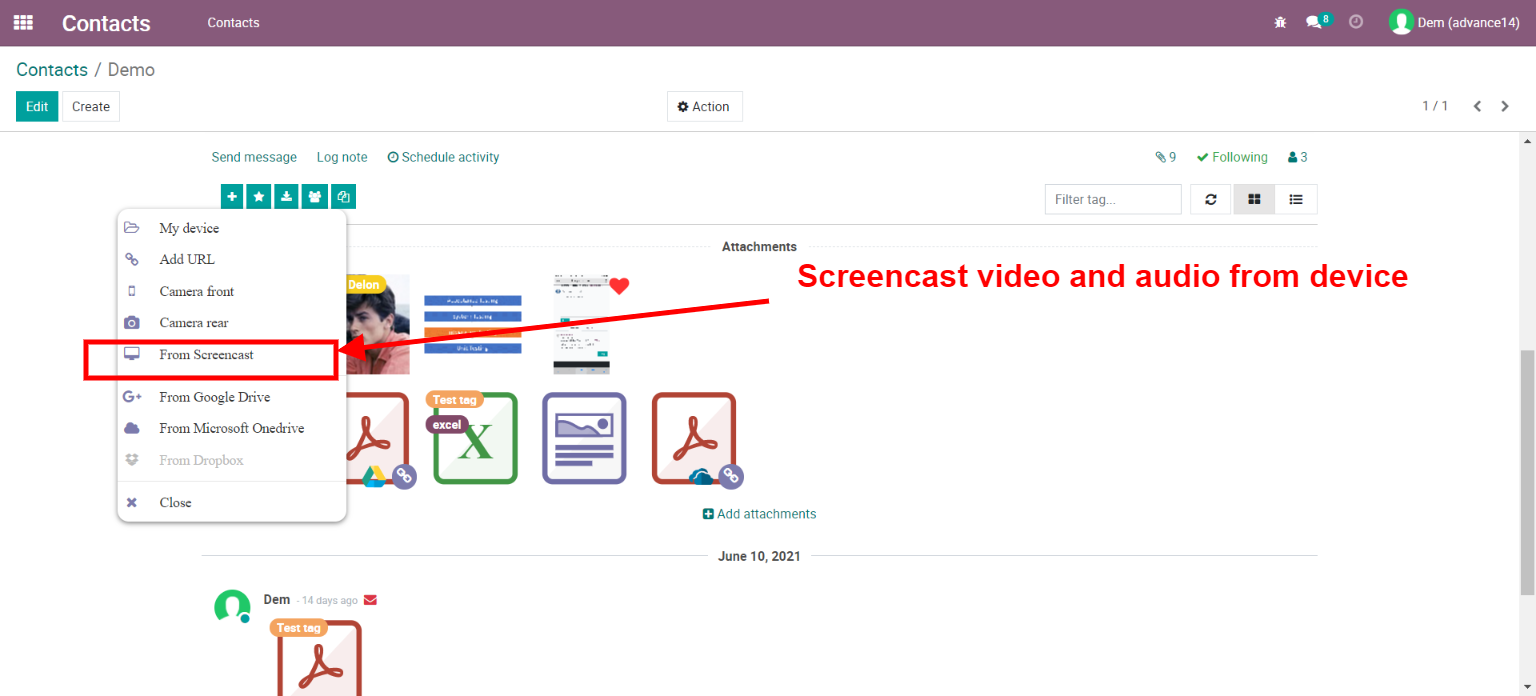 Contacts Contacts 8 Dem (advance14)
Contacts / Demo
Edit Create Action 1 / 1
Send message Log note Schedule activity 9 Following 3
Filter tag...
My device
Add URL
Camera front
Camera rear
From Screencast
From Google Drive
From Microsoft Onedrive
From Dropbox
Close
Attachments
Screencast video and audio from device
Delon
Test tag
excel
Add attachments
June 10, 2021
Dem - 14 days ago
Test tag